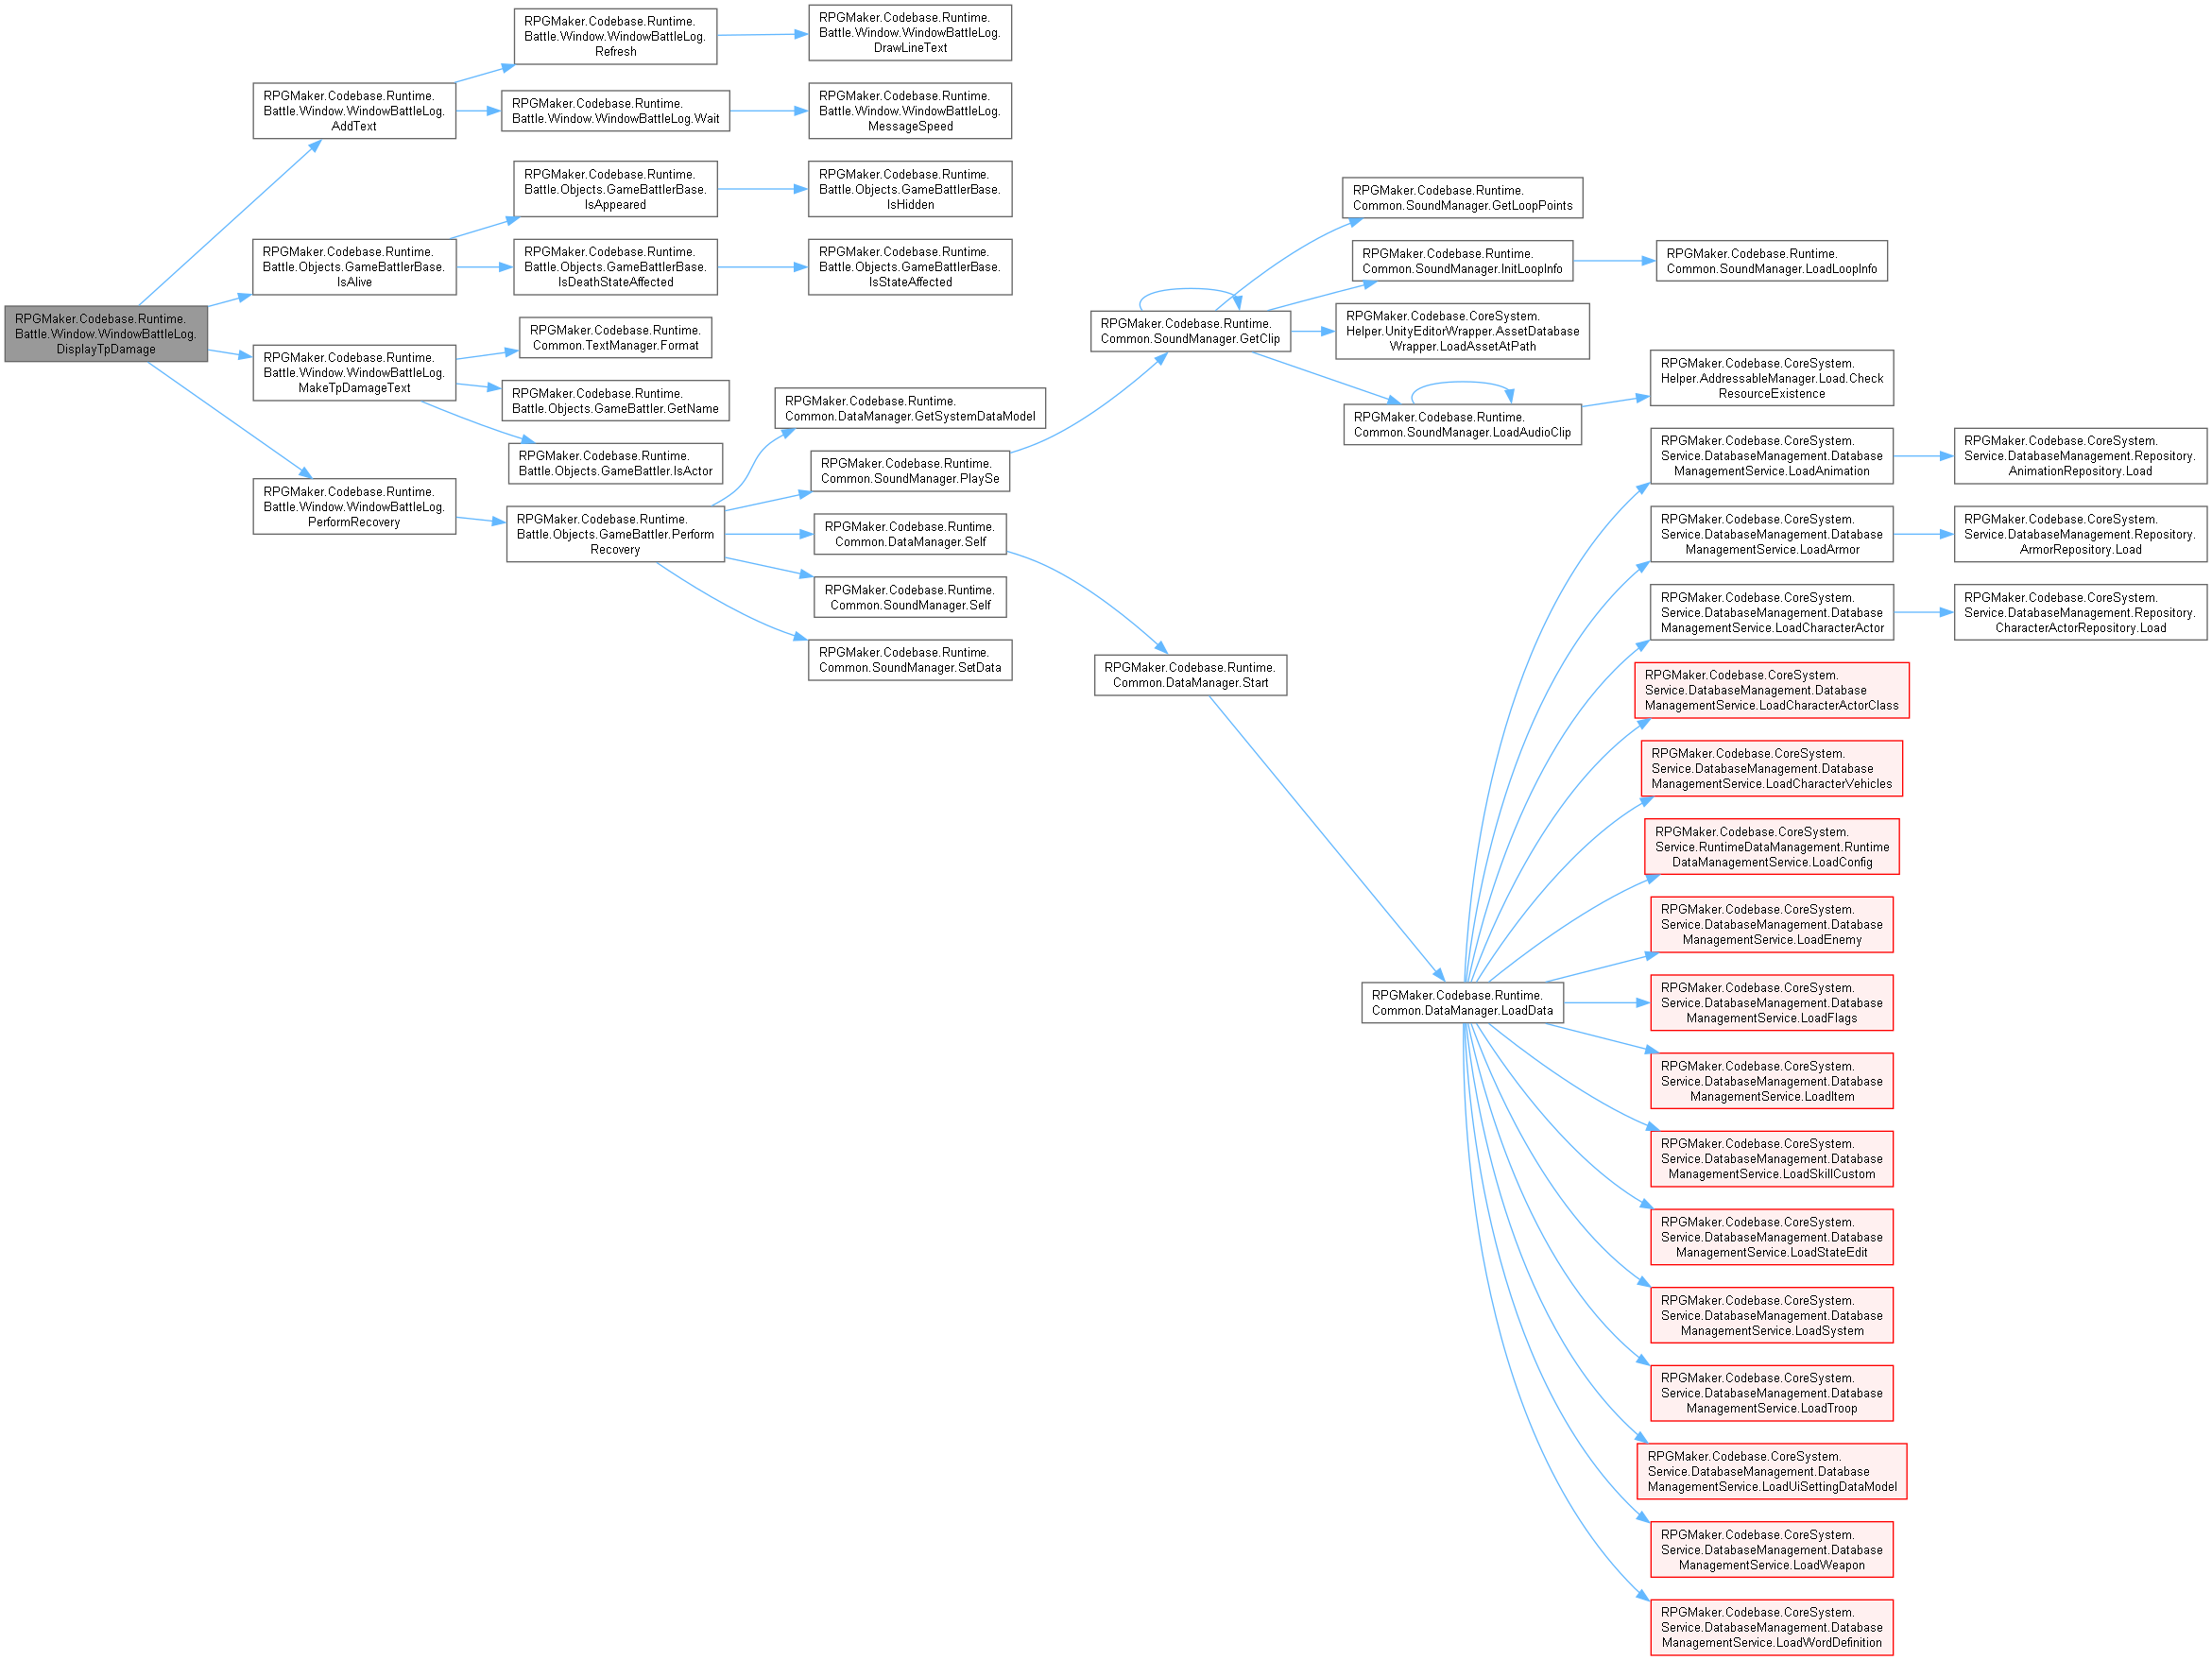 RPGMaker.Codebase.Runtime.
Battle.Window.WindowBattleLog.
DisplayTpDamage
RPGMaker.Codebase.Runtime.
Battle.Window.WindowBattleLog.
AddText
RPGMaker.Codebase.Runtime.
Battle.Window.WindowBattleLog.
Refresh
RPGMaker.Codebase.Runtime.
Battle.Window.WindowBattleLog.
DrawLineText
RPGMaker.Codebase.Runtime.
Battle.Window.WindowBattleLog.Wait
RPGMaker.Codebase.Runtime.
Battle.Window.WindowBattleLog.
MessageSpeed
RPGMaker.Codebase.Runtime.
Battle.Objects.GameBattlerBase.
IsAlive
RPGMaker.Codebase.Runtime.
Battle.Objects.GameBattlerBase.
IsAppeared
RPGMaker.Codebase.Runtime.
Battle.Objects.GameBattlerBase.
IsHidden
RPGMaker.Codebase.Runtime.
Battle.Objects.GameBattlerBase.
IsDeathStateAffected
RPGMaker.Codebase.Runtime.
Battle.Objects.GameBattlerBase.
IsStateAffected
RPGMaker.Codebase.Runtime.
Battle.Window.WindowBattleLog.
MakeTpDamageText
RPGMaker.Codebase.Runtime.
Common.TextManager.Format
RPGMaker.Codebase.Runtime.
Battle.Objects.GameBattler.GetName
RPGMaker.Codebase.Runtime.
Battle.Objects.GameBattler.IsActor
RPGMaker.Codebase.Runtime.
Battle.Window.WindowBattleLog.
PerformRecovery
RPGMaker.Codebase.Runtime.
Battle.Objects.GameBattler.Perform
Recovery
RPGMaker.Codebase.Runtime.
Common.DataManager.GetSystemDataModel
RPGMaker.Codebase.Runtime.
Common.SoundManager.PlaySe
RPGMaker.Codebase.Runtime.
Common.DataManager.Self
RPGMaker.Codebase.Runtime.
Common.SoundManager.Self
RPGMaker.Codebase.Runtime.
Common.SoundManager.SetData
RPGMaker.Codebase.Runtime.
Common.SoundManager.GetClip
RPGMaker.Codebase.Runtime.
Common.SoundManager.GetLoopPoints
RPGMaker.Codebase.Runtime.
Common.SoundManager.InitLoopInfo
RPGMaker.Codebase.Runtime.
Common.SoundManager.LoadLoopInfo
RPGMaker.Codebase.CoreSystem.
Helper.UnityEditorWrapper.AssetDatabase
Wrapper.LoadAssetAtPath
RPGMaker.Codebase.Runtime.
Common.SoundManager.LoadAudioClip
RPGMaker.Codebase.CoreSystem.
Helper.AddressableManager.Load.Check
ResourceExistence
RPGMaker.Codebase.Runtime.
Common.DataManager.Start
RPGMaker.Codebase.Runtime.
Common.DataManager.LoadData
RPGMaker.Codebase.CoreSystem.
Service.DatabaseManagement.Database
ManagementService.LoadAnimation
RPGMaker.Codebase.CoreSystem.
Service.DatabaseManagement.Repository.
AnimationRepository.Load
RPGMaker.Codebase.CoreSystem.
Service.DatabaseManagement.Database
ManagementService.LoadArmor
RPGMaker.Codebase.CoreSystem.
Service.DatabaseManagement.Repository.
ArmorRepository.Load
RPGMaker.Codebase.CoreSystem.
Service.DatabaseManagement.Database
ManagementService.LoadCharacterActor
RPGMaker.Codebase.CoreSystem.
Service.DatabaseManagement.Repository.
CharacterActorRepository.Load
RPGMaker.Codebase.CoreSystem.
Service.DatabaseManagement.Database
ManagementService.LoadCharacterActorClass
RPGMaker.Codebase.CoreSystem.
Service.DatabaseManagement.Database
ManagementService.LoadCharacterVehicles
RPGMaker.Codebase.CoreSystem.
Service.RuntimeDataManagement.Runtime
DataManagementService.LoadConfig
RPGMaker.Codebase.CoreSystem.
Service.DatabaseManagement.Database
ManagementService.LoadEnemy
RPGMaker.Codebase.CoreSystem.
Service.DatabaseManagement.Database
ManagementService.LoadFlags
RPGMaker.Codebase.CoreSystem.
Service.DatabaseManagement.Database
ManagementService.LoadItem
RPGMaker.Codebase.CoreSystem.
Service.DatabaseManagement.Database
ManagementService.LoadSkillCustom
RPGMaker.Codebase.CoreSystem.
Service.DatabaseManagement.Database
ManagementService.LoadStateEdit
RPGMaker.Codebase.CoreSystem.
Service.DatabaseManagement.Database
ManagementService.LoadSystem
RPGMaker.Codebase.CoreSystem.
Service.DatabaseManagement.Database
ManagementService.LoadTroop
RPGMaker.Codebase.CoreSystem.
Service.DatabaseManagement.Database
ManagementService.LoadUiSettingDataModel
RPGMaker.Codebase.CoreSystem.
Service.DatabaseManagement.Database
ManagementService.LoadWeapon
RPGMaker.Codebase.CoreSystem.
Service.DatabaseManagement.Database
ManagementService.LoadWordDefinition